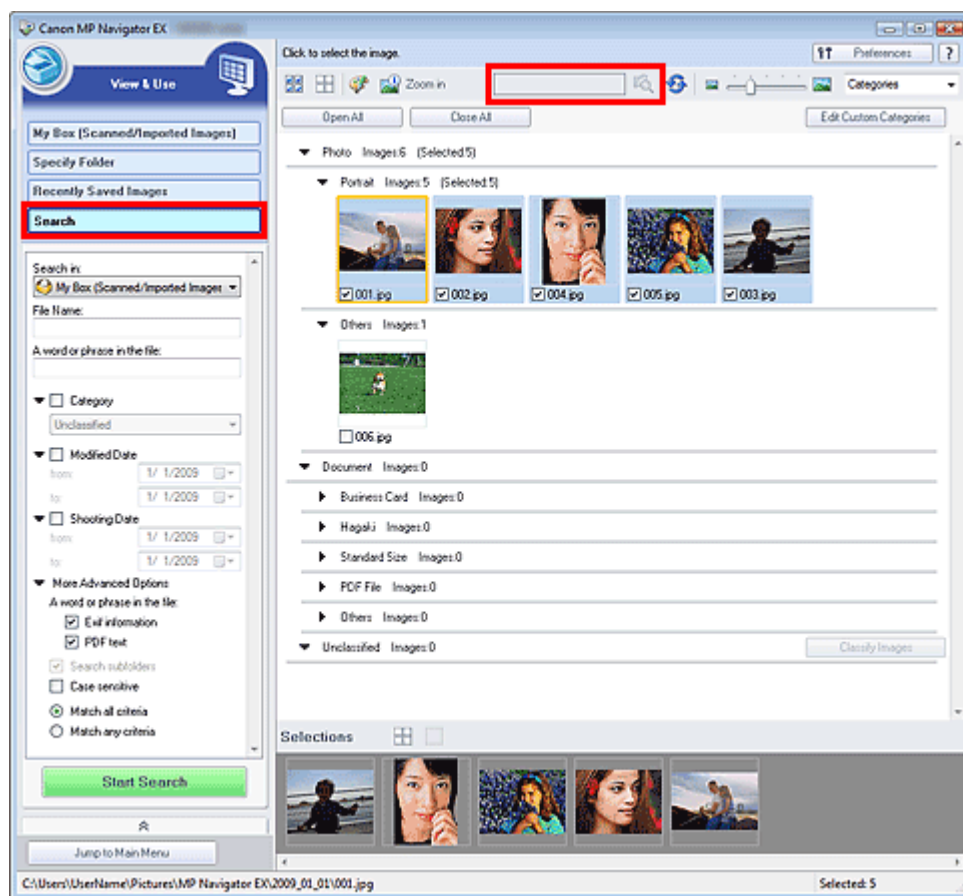 Canon MP Navigator EX
View & Use
My Box (Scanned/Imported Images)
Specify Folder
Recently Saved Images
Search
Search in:
My Box (Scanned/Imported Images
File Name:
A word or phrase in the file:
Category
Unclassified
Modified Date
from: 1/ 1/2009
to: 1/ 1/2009
Shooting Date
from: 1/ 1/2009
to: 1/ 1/2009
More Advanced Options
A word or phrase in the file:
Exif information
PDF text
Search subfolders
Case sensitive
Match all criteria
Match any criteria
Start Search
Jump to Main Menu
Click to select the image.
Preferences ?
Zoom in
Categories
Open All Close All Edit Custom Categories
Photo Images:6 (Selected:5)
Portrait Images:5 (Selected:5)
001.jpg 002.jpg 004.jpg 005.jpg 003.jpg
Others Images:1
006.jpg
Document Images:0
Business Card Images:0
Hagaki Images:0
Standard Size Images:0
PDF File Images:0
Others Images:0
Unclassified Images:0 Classify Images
Selections
C:\Users\UserName\Pictures\MP Navigator EX\2009_01_01\001.jpg Selected: 5